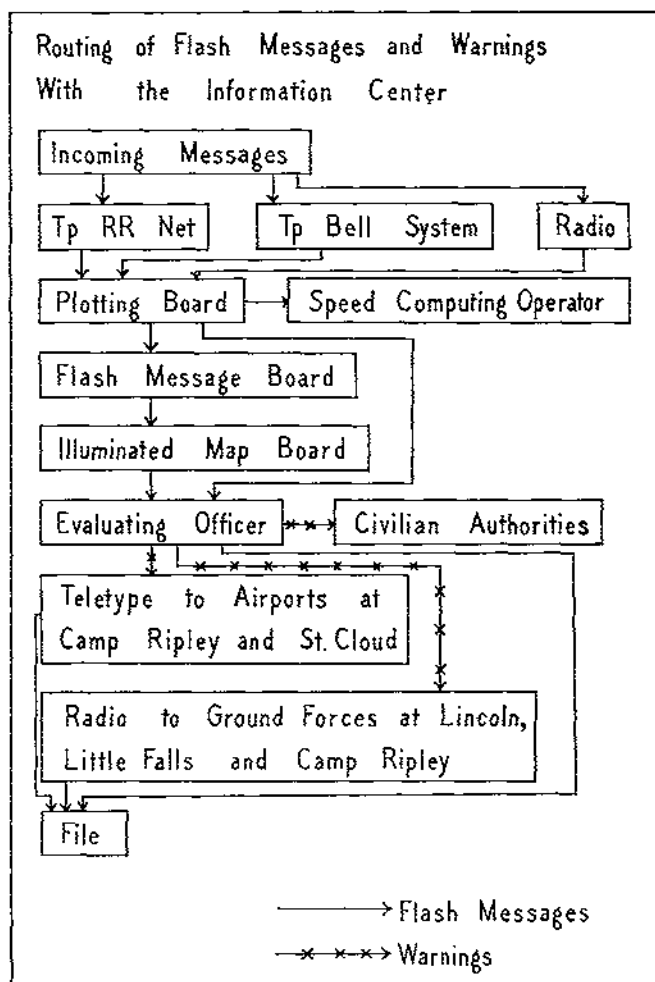 Routing of Flash Messages and Warnings
With the Information Center
Incoming Messages
Tp RR Net
Tp Bell System
Radio
Plotting Board
Speed Computing Operator
Flash Message Board
Illuminated Map Board
Evaluating Officer
Civilian Authorities
Teletype to Airports at
Camp Ripley and St. Cloud
Radio to Ground Forces at Lincoln,
Little Falls and Camp Ripley
File
Flash Messages
Warnings